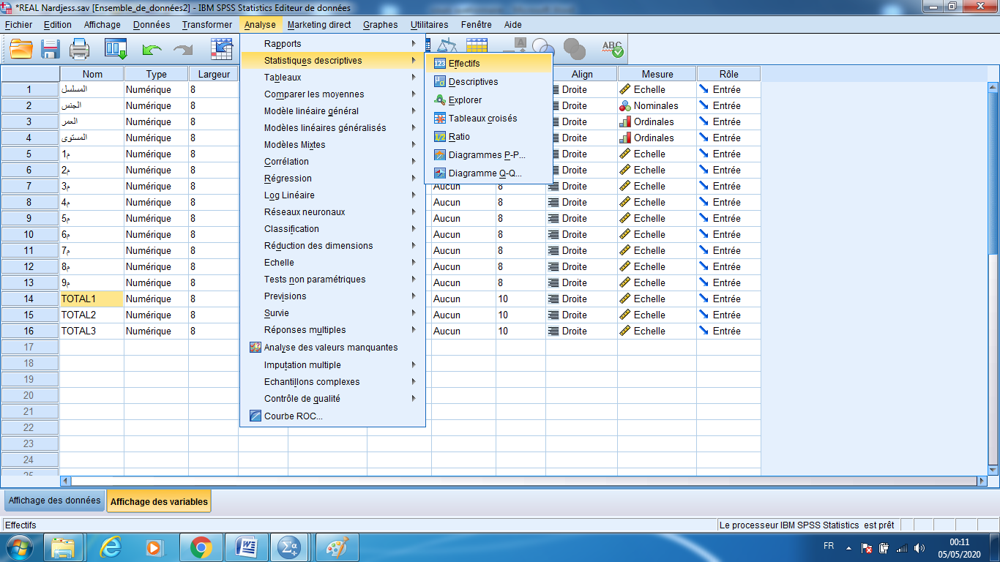 *REAL Nardjess.sav [Ensemble_de_données2] - IBM SPSS Statistics Editeur de données
Fichier Edition Affichage Données Transformer Analyse Marketing direct Graphes Utilitaires Fenêtre Aide
Rapports
Statistiques descriptives
Tableaux
Comparer les moyennes
Modèle linéaire général
Modèles linéaires généralisés
Modèles Mixtes
Corrélation
Régression
Log Linéaire
Réseaux neuronaux
Classification
Réduction des dimensions
Echelle
Tests non paramétriques
Previsions
Survie
Réponses multiples
Analyse des valeurs manquantes
Imputation multiple
Echantillons complexes
Contrôle de qualité
Courbe ROC...
Effectifs
Descriptives
Explorer
Tableaux croisés
Ratio
Diagrammes P-P...
Diagramme Q-Q...
A
ABC
Nom Type Largeur Align Mesure Rôle
1 المسلسل Numérique 8 Droite Echelle Entrée
2 الجنس Numérique 8 Droite Nominales Entrée
3 العمر Numérique 8 Droite Ordinales Entrée
4 المستوى Numérique 8 Droite Ordinales Entrée
5 م1 Numérique 8 Droite Echelle Entrée
6 م2 Numérique 8 Droite Echelle Entrée
7 م3 Numérique 8 Aucun 8 Droite Echelle Entrée
8 م4 Numérique 8 Aucun 8 Droite Echelle Entrée
9 م5 Numérique 8 Aucun 8 Droite Echelle Entrée
10 م6 Numérique 8 Aucun 8 Droite Echelle Entrée
11 م7 Numérique 8 Aucun 8 Droite Echelle Entrée
12 م8 Numérique 8 Aucun 8 Droite Echelle Entrée
13 م9 Numérique 8 Aucun 8 Droite Echelle Entrée
14 TOTAL1 Numérique 8 Aucun 10 Droite Echelle Entrée
15 TOTAL2 Numérique 8 Aucun 10 Droite Echelle Entrée
16 TOTAL3 Numérique 8 Aucun 10 Droite Echelle Entrée
17
18
19
20
21
22
23
24
25
Affichage des données Affichage des variables
Effectifs Le processeur IBM SPSS Statistics est prêt
FR 00:11
05/05/2020